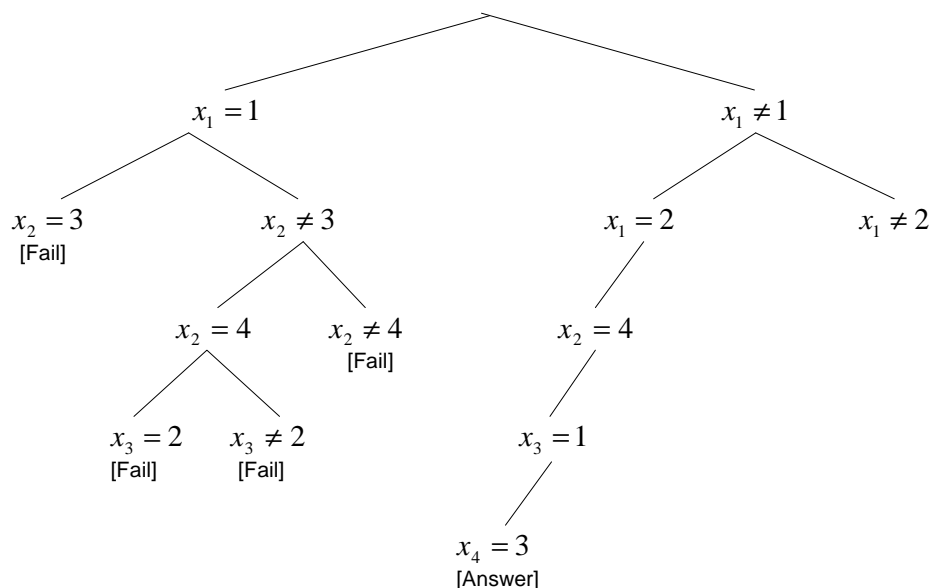 x₁ = 1
x₁ ≠ 1
x₂ = 3
[Fail]
x₂ ≠ 3
x₁ = 2
x₁ ≠ 2
x₂ = 4
x₂ ≠ 4
[Fail]
x₂ = 4
x₃ = 2
[Fail]
x₃ ≠ 2
[Fail]
x₃ = 1
x₄ = 3
[Answer]